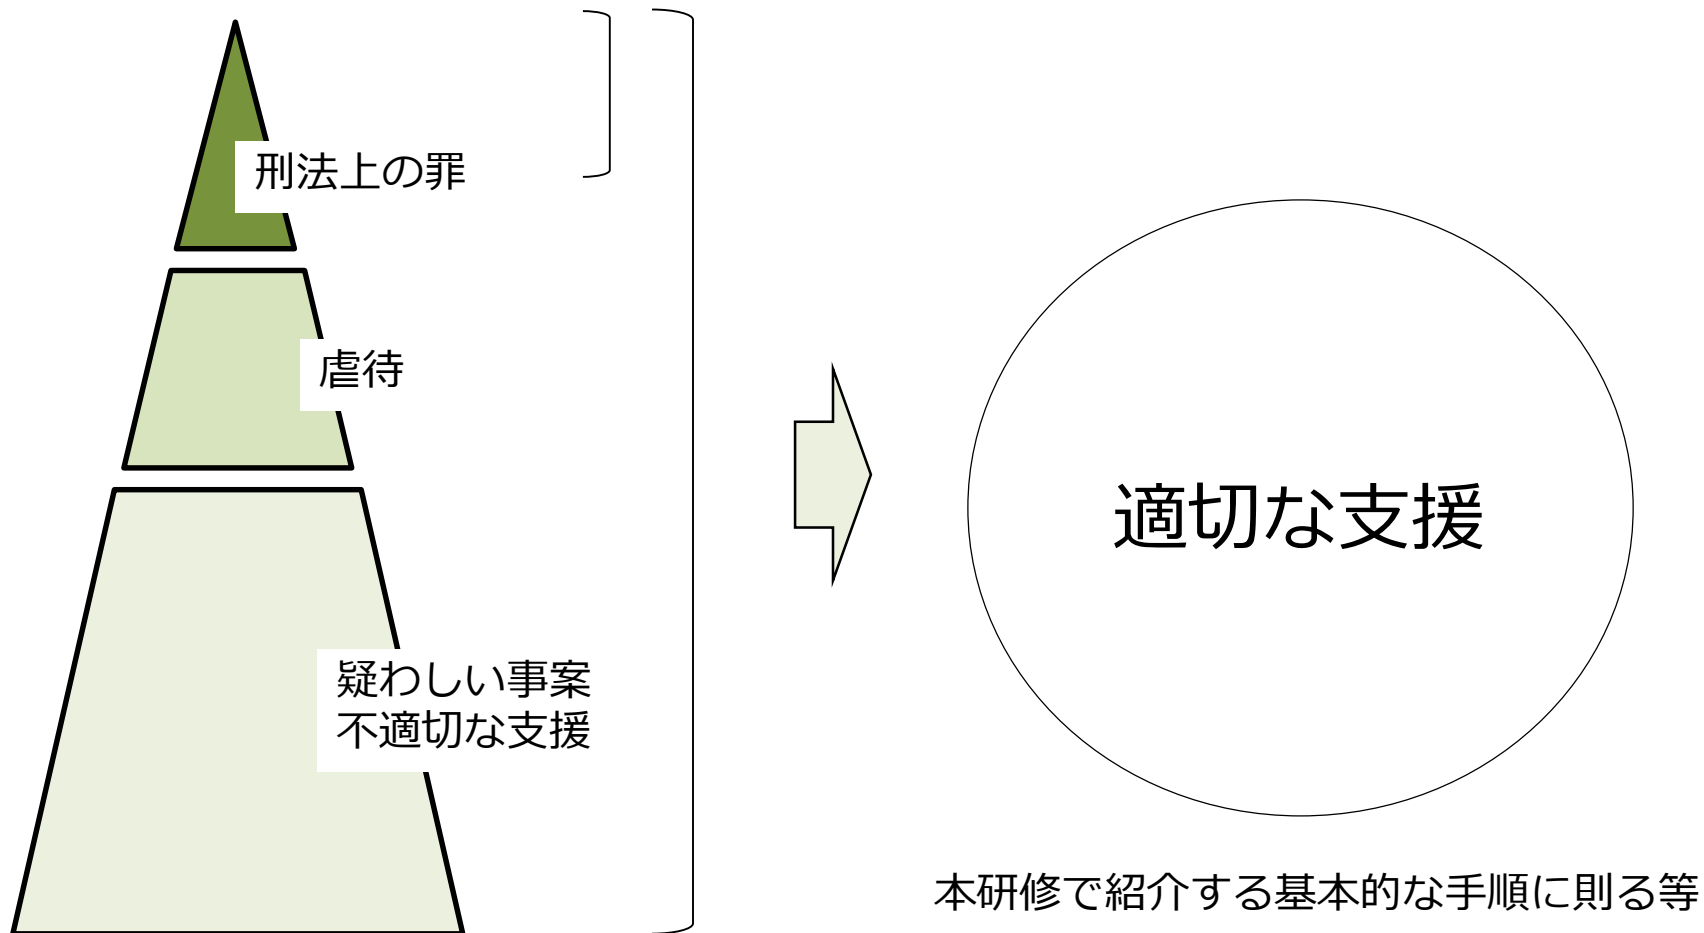 刑法上の罪
虐待
疑わしい事案
不適切な支援
適切な支援
本研修で紹介する基本的な手順に則る等